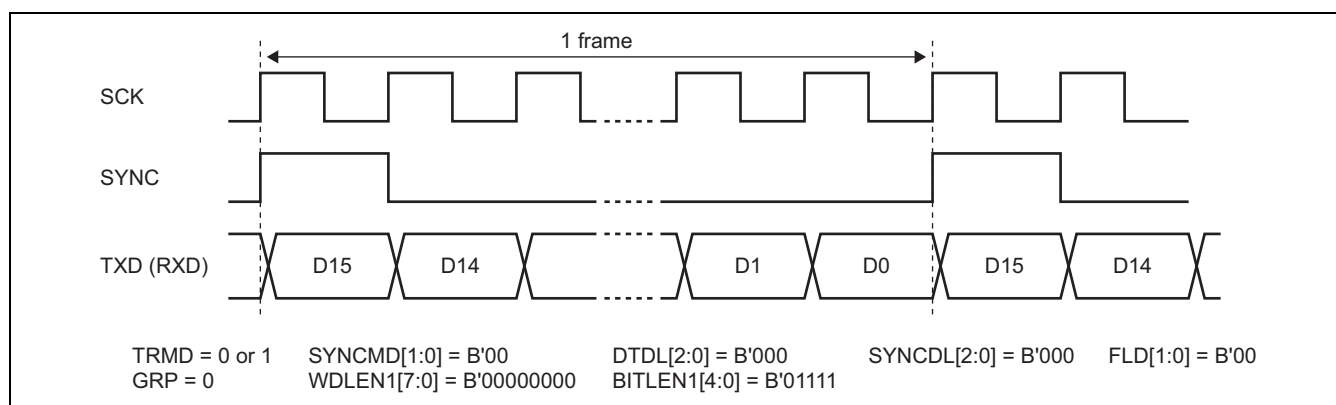 1 frame
SCK
SYNC
TXD (RXD) D15 D14 D1 D0 D15 D14
TRMD = 0 or 1 SYNCMD[1:0] = B'00 DTDL[2:0] = B'000 SYNCDL[2:0] = B'000 FLD[1:0] = B'00
GRP = 0 WDLEN1[7:0] = B'00000000 BITLEN1[4:0] = B'01111